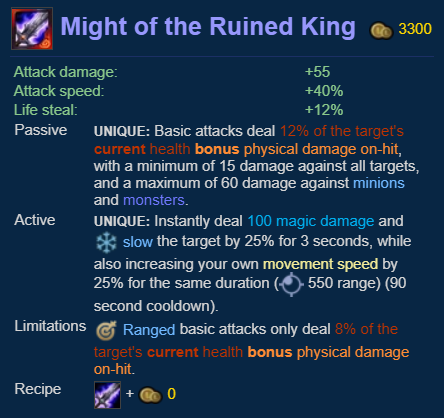 Might of the Ruined King 3300
Attack damage: +55
Attack speed: +40%
Life steal: +12%
Passive UNIQUE: Basic attacks deal 12% of the target's
current health bonus physical damage on-hit,
with a minimum of 15 damage against all targets,
and a maximum of 60 damage against minions
and monsters.
Active UNIQUE: Instantly deal 100 magic damage and
slow the target by 25% for 3 seconds, while
also increasing your own movement speed by
25% for the same duration ( 550 range) (90
second cooldown).
Limitations Ranged basic attacks only deal 8% of the
target's current health bonus physical damage
on-hit.
Recipe + 0